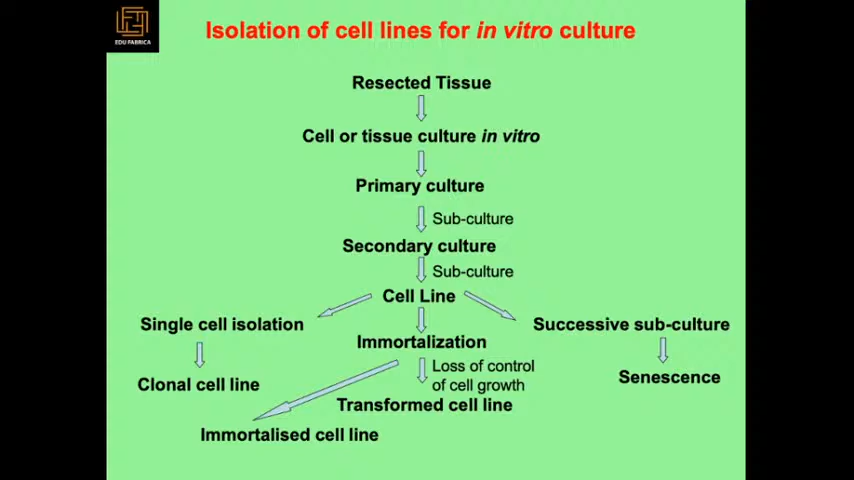 EDU FABRICA
Isolation of cell lines for in vitro culture
Resected Tissue
Cell or tissue culture in vitro
Primary culture
Sub-culture
Secondary culture
Sub-culture
Cell Line
Single cell isolation
Successive sub-culture
Immortalization
Loss of control
of cell growth
Clonal cell line
Senescence
Transformed cell line
Immortalised cell line